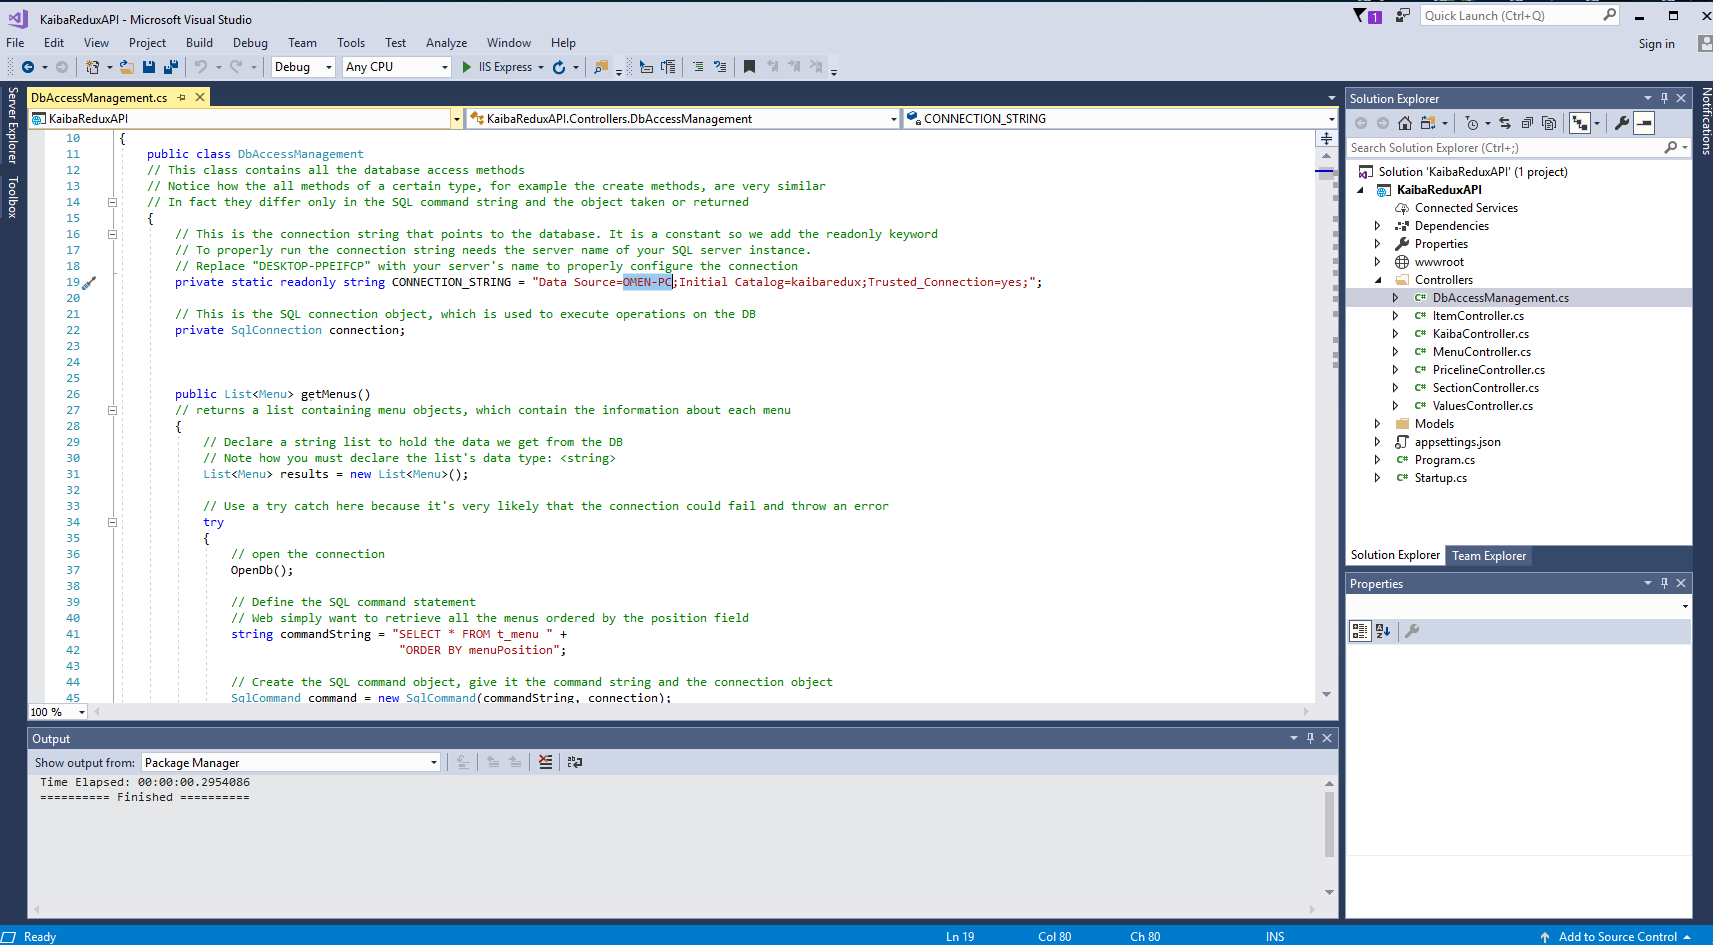 KaibaReduxAPI - Microsoft Visual Studio
1
Quick Launch (Ctrl+Q)
File Edit View Project Build Debug Team Tools Test Analyze Window Help
Sign in
Debug Any CPU IIS Express
Server Explorer
Toolbox
DbAccessManagement.cs
KaibaReduxAPI KaibaReduxAPI.Controllers.DbAccessManagement CONNECTION_STRING
10 {
11 public class DbAccessManagement
12 // This class contains all the database access methods
13 // Notice how the all methods of a certain type, for example the create methods, are very similar
14 // In fact they differ only in the SQL command string and the object taken or returned
15 {
16 // This is the connection string that points to the database. It is a constant so we add the readonly keyword
17 // To properly run the connection string needs the server name of your SQL server instance.
18 // Replace "DESKTOP-PPEIFCP" with your server's name to properly configure the connection
19 private static readonly string CONNECTION_STRING = "Data Source=OMEN-PC;Initial Catalog=kaibaredux;Trusted_Connection=yes;";
20
21 // This is the SQL connection object, which is used to execute operations on the DB
22 private SqlConnection connection;
23
24
25
26 public List<Menu> getMenus()
27 // returns a list containing menu objects, which contain the information about each menu
28 {
29 // Declare a string list to hold the data we get from the DB
30 // Note how you must declare the list's data type: <string>
31 List<Menu> results = new List<Menu>();
32
33 // Use a try catch here because it's very likely that the connection could fail and throw an error
34 try
35 {
36 // open the connection
37 OpenDb();
38
39 // Define the SQL command statement
40 // Web simply want to retrieve all the menus ordered by the position field
41 string commandString = "SELECT * FROM t_menu " +
42 "ORDER BY menuPosition";
43
44 // Create the SQL command object, give it the command string and the connection object
45 SqlCommand command = new SqlCommand(commandString, connection);
100 %
Output
Show output from: Package Manager
Time Elapsed: 00:00:00.2954086
========== Finished ==========
Solution Explorer
Search Solution Explorer (Ctrl+;)
Solution 'KaibaReduxAPI' (1 project)
KaibaReduxAPI
Connected Services
Dependencies
Properties
wwwroot
Controllers
C# DbAccessManagement.cs
C# ItemController.cs
C# KaibaController.cs
C# MenuController.cs
C# PricelineController.cs
C# SectionController.cs
C# ValuesController.cs
Models
appsettings.json
C# Program.cs
C# Startup.cs
Solution Explorer Team Explorer
Properties
Notifications
Ready Ln 19 Col 80 Ch 80 INS Add to Source Control